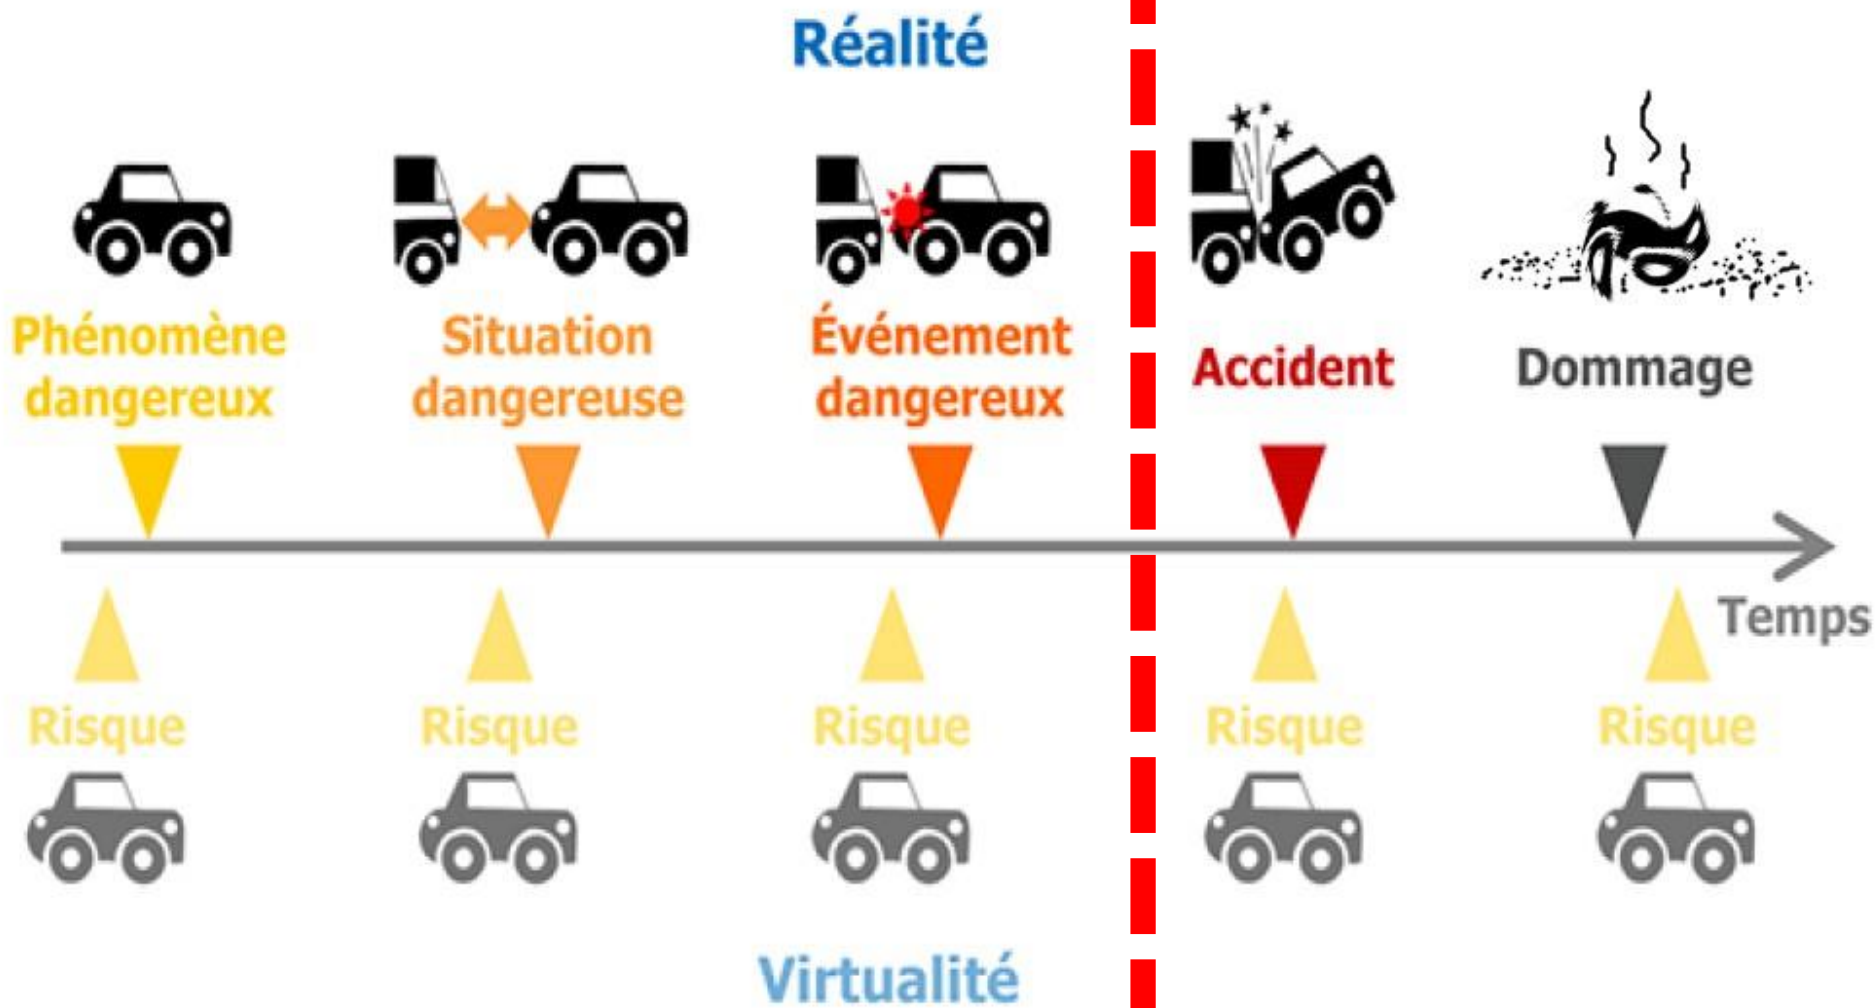 Réalité
Phénomène
dangereux
Situation
dangereuse
Événement
dangereux
Accident
Dommage
Temps
Risque
Risque
Risque
Risque
Risque
Virtualité